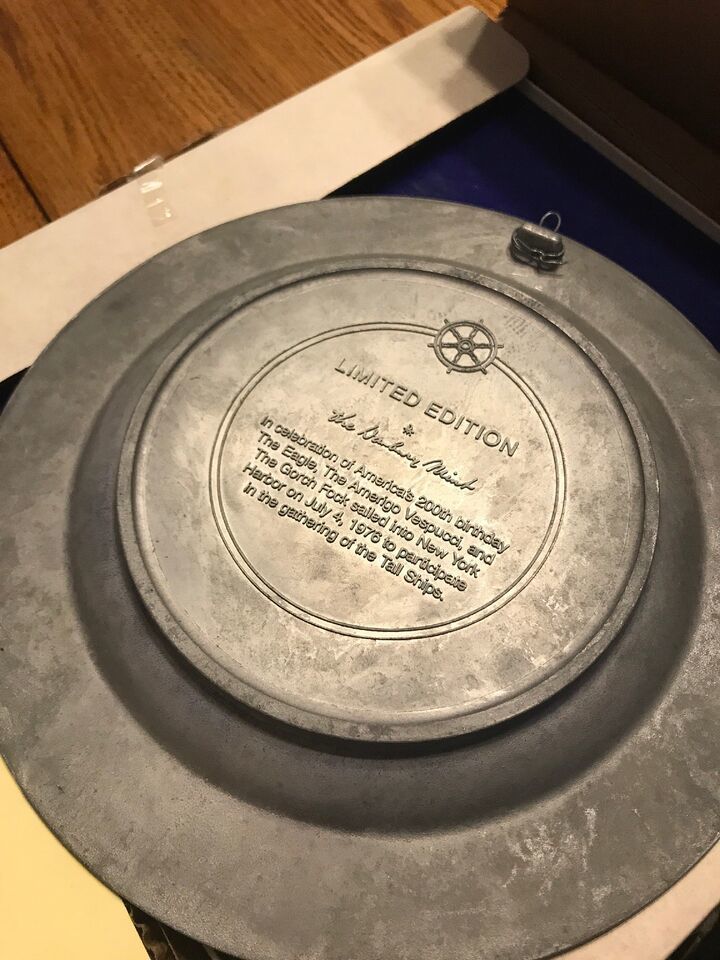 LIMITED EDITION
the Danbury Mint
In celebration of America's 200th birthday
The Eagle, The Amerigo Vespucci, and
The Gorch Fock sailed into New York
Harbor on July 4, 1976 to participate
in the gathering of the Tall Ships.